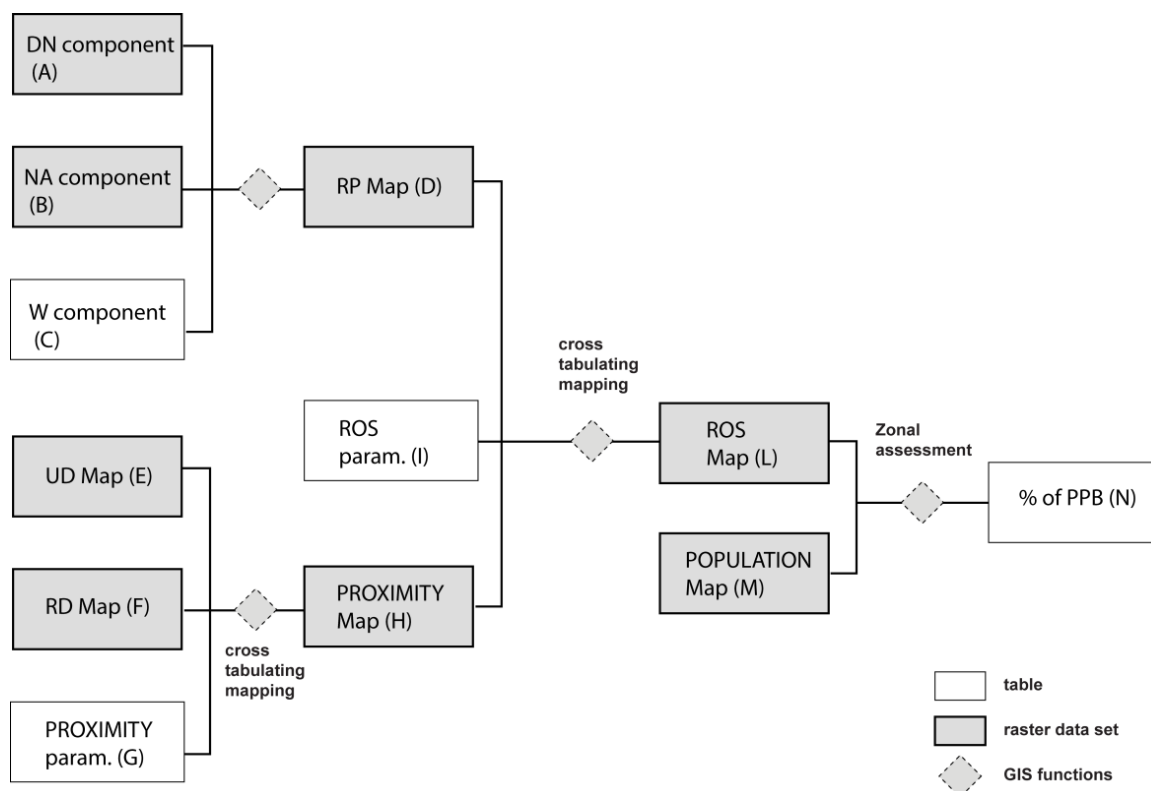 DN component
(A)
NA component
(B)
W component
(C)
RP Map (D)
UD Map (E)
RD Map (F)
PROXIMITY
param. (G)
cross
tabulating
mapping
PROXIMITY
Map (H)
ROS
param. (I)
cross
tabulating
mapping
ROS
Map (L)
POPULATION
Map (M)
Zonal
assessment
% of PPB (N)
table
raster data set
GIS functions